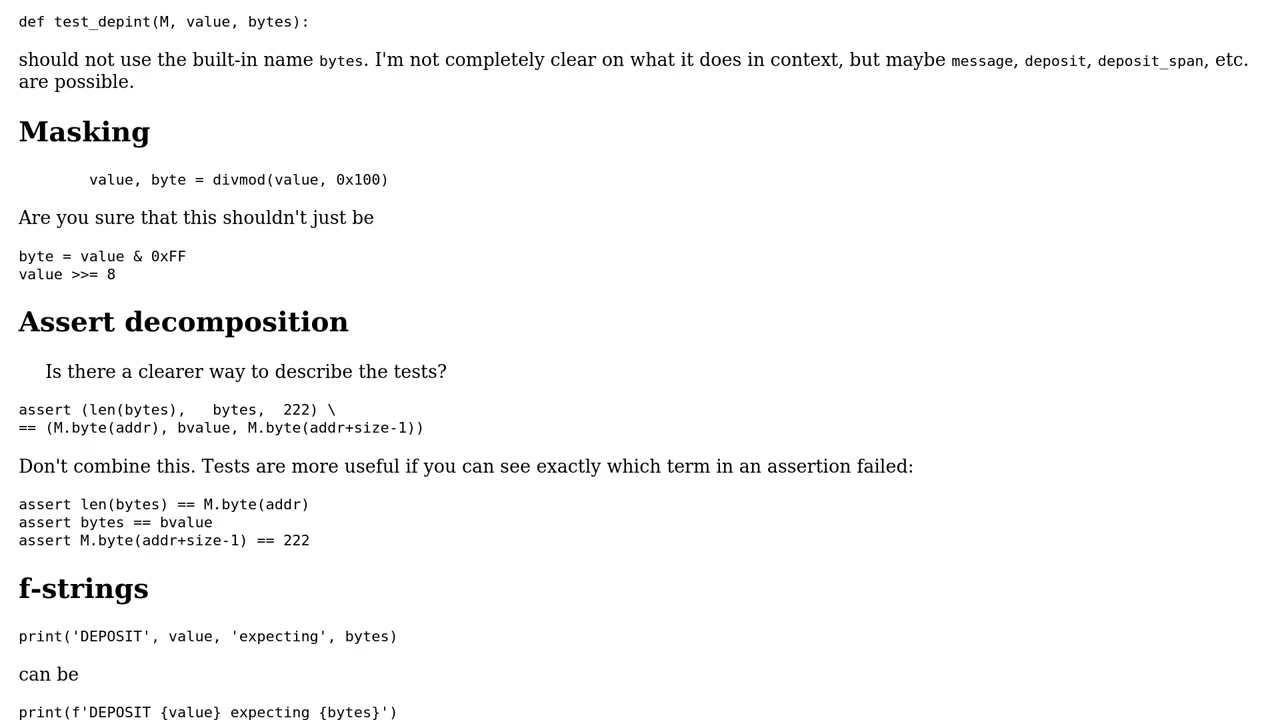 def test_depint(M, value, bytes):
should not use the built-in name bytes. I'm not completely clear on what it does in context, but maybe message, deposit, deposit_span, etc.
are possible.
Masking
        value, byte = divmod(value, 0x100)
Are you sure that this shouldn't just be
byte = value & 0xFF
value >>= 8
Assert decomposition
Is there a clearer way to describe the tests?
assert (len(bytes),   bytes,  222) \
== (M.byte(addr), bvalue, M.byte(addr+size-1))
Don't combine this. Tests are more useful if you can see exactly which term in an assertion failed:
assert len(bytes) == M.byte(addr)
assert bytes == bvalue
assert M.byte(addr+size-1) == 222
f-strings
print('DEPOSIT', value, 'expecting', bytes)
can be
print(f'DEPOSIT {value} expecting {bytes}')